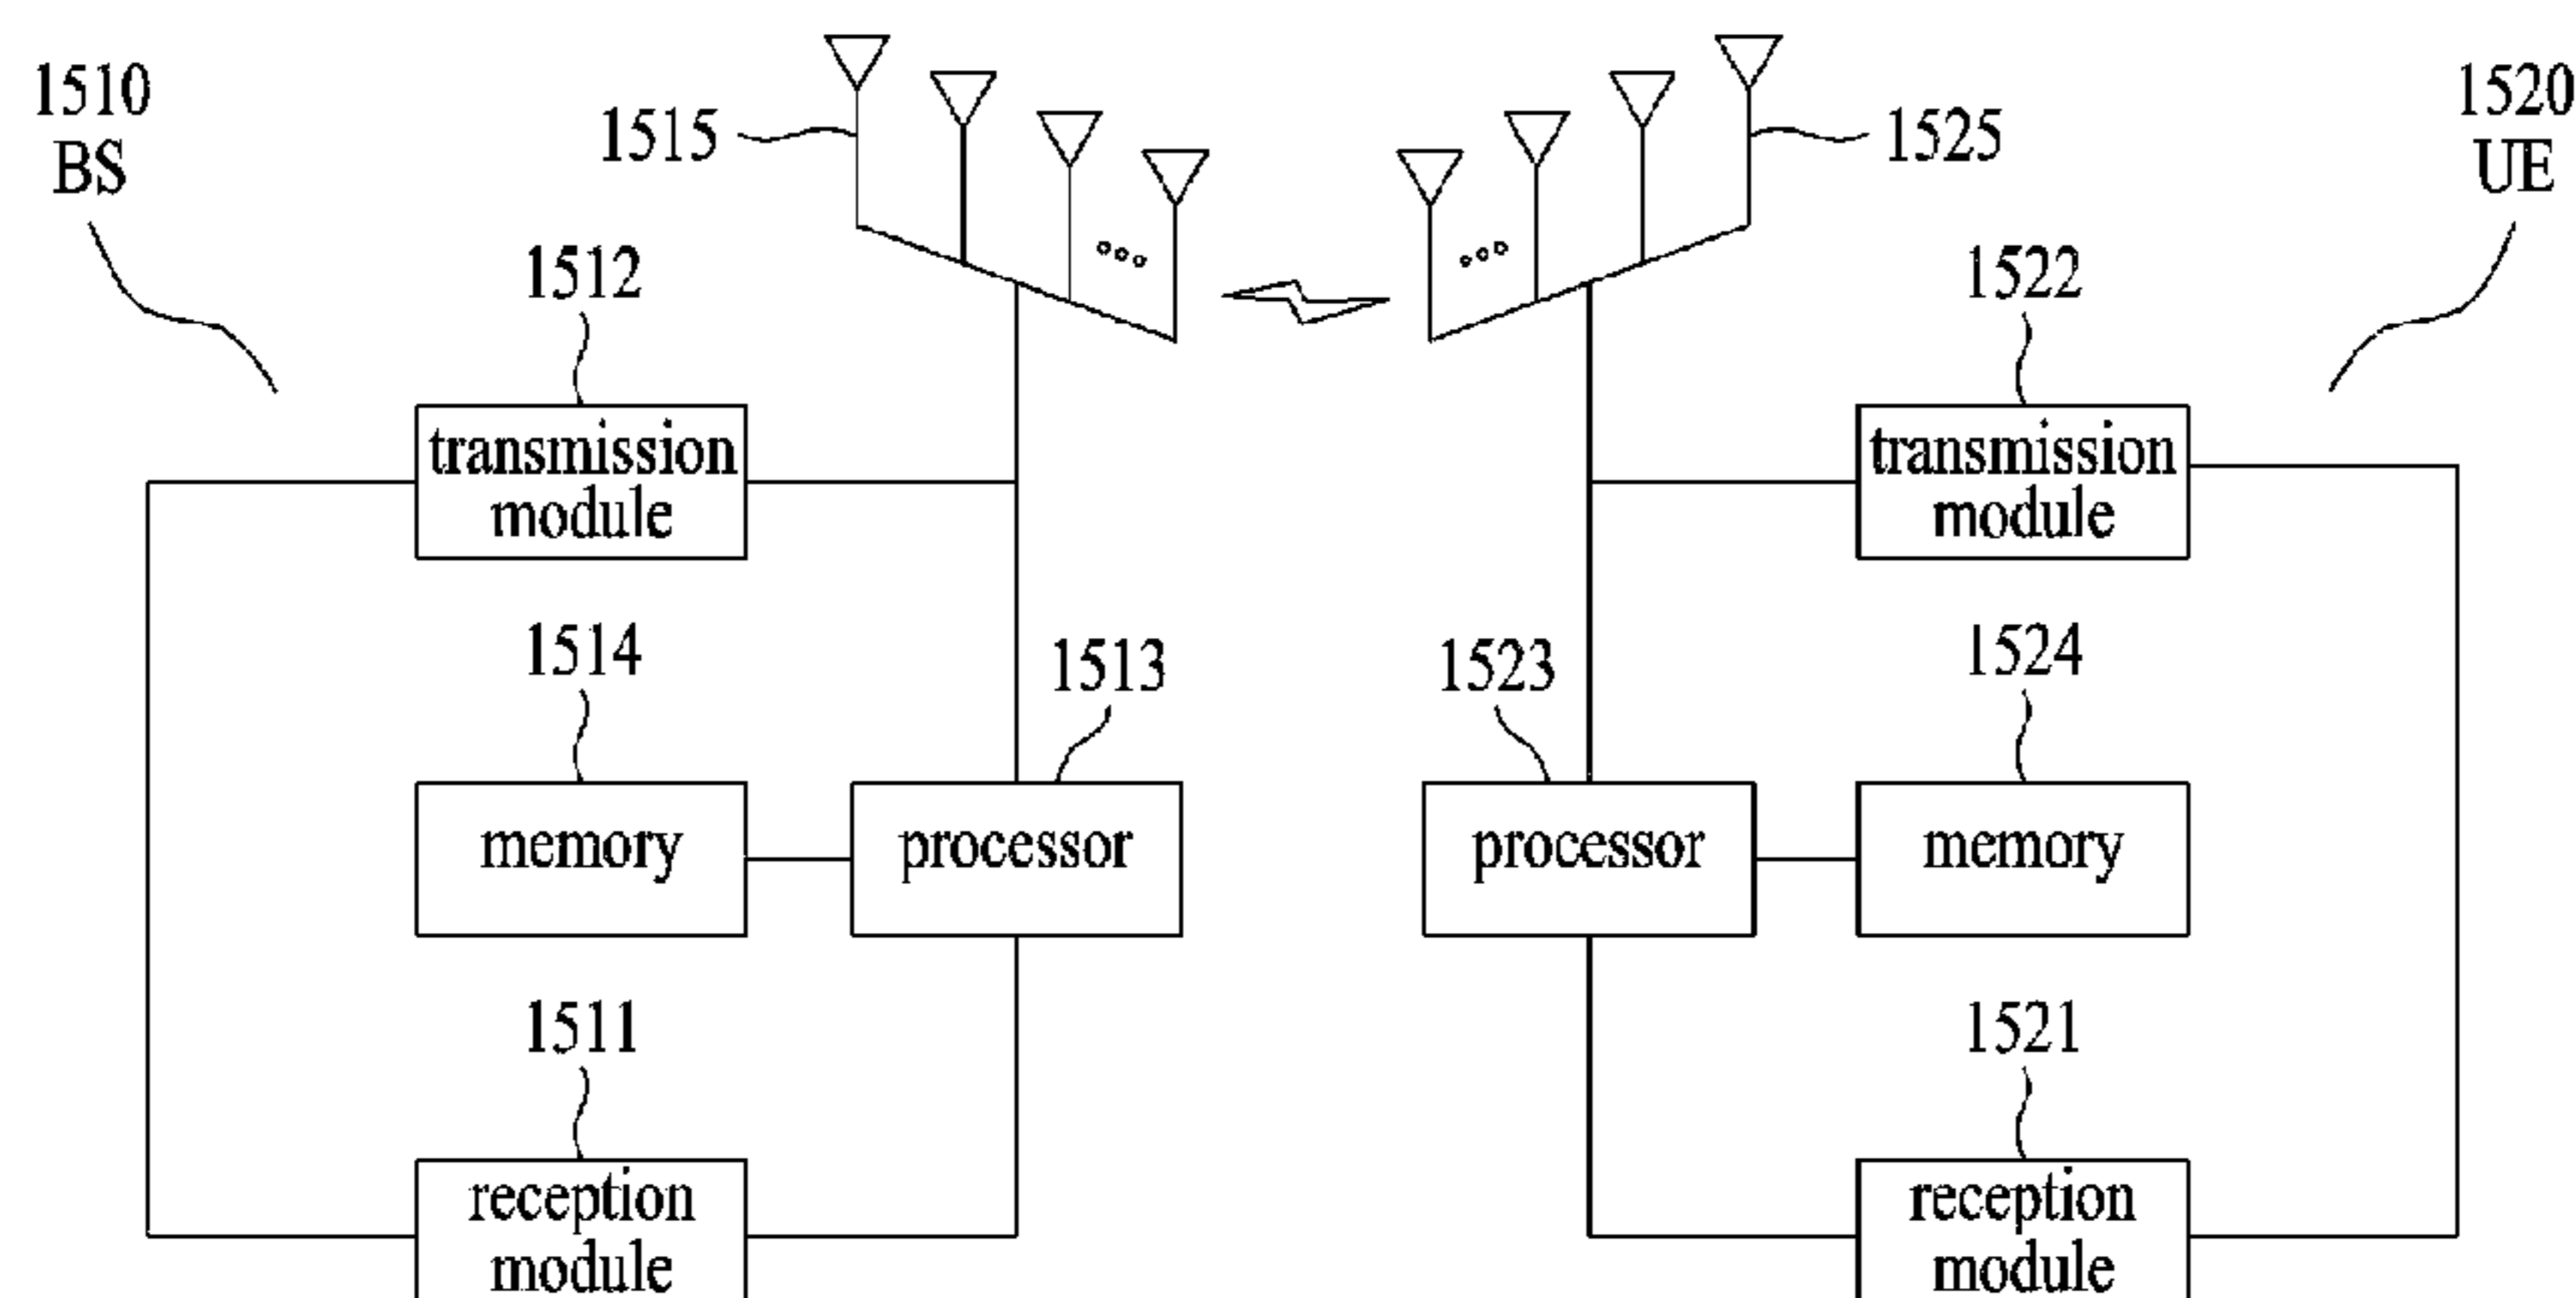 1510
BS
1515
1525
1520
UE
1512
transmission
module
1522
transmission
module
1514
memory
1513
processor
1523
processor
1524
memory
1511
reception
module
1521
reception
module